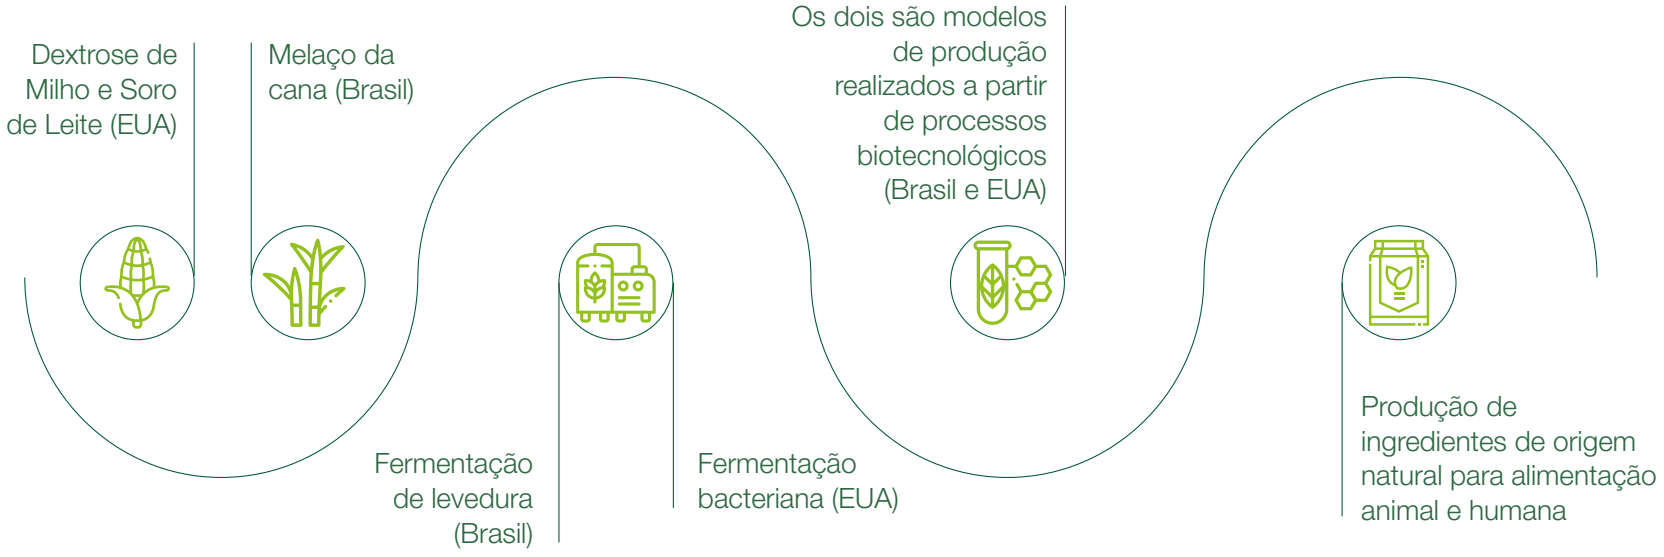 Dextrose de
Milho e Soro
de Leite (EUA)
Melaço da
cana (Brasil)
Fermentação
de levedura
(Brasil)
Fermentação
bacteriana (EUA)
Os dois são modelos
de produção
realizados a partir
de processos
biotecnológicos
(Brasil e EUA)
Produção de
ingredientes de origem
natural para alimentação
animal e humana